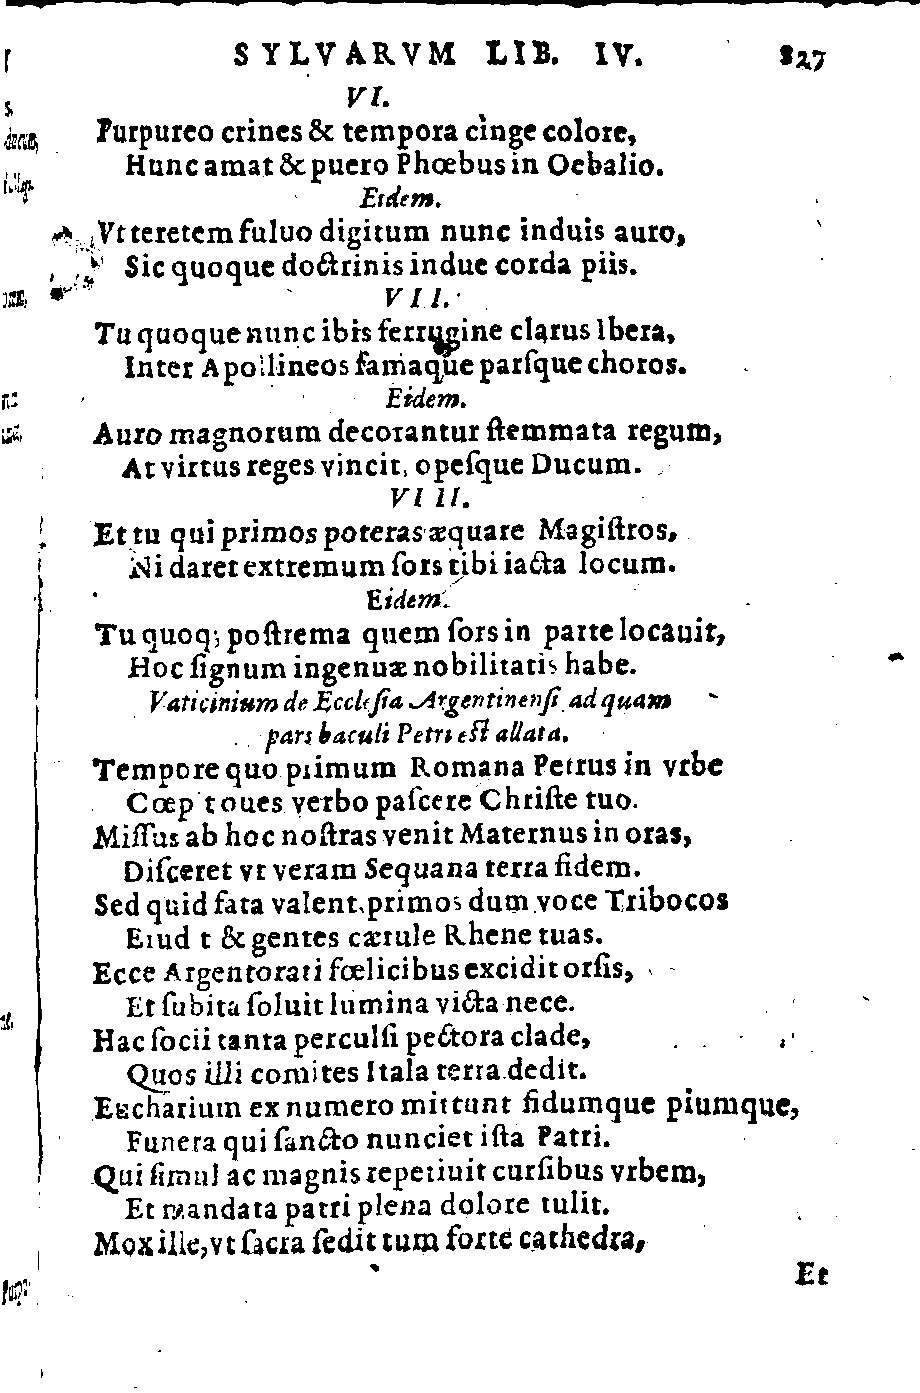 SYLVARVM LIB. IV. 827
VI.
Purpureo crines & tempora cinge colore,
Hunc amat & puero Phœbus in Oebalio.
Eidem.
Vt teretem fuluo digitum nunc induis auro,
Sic quoque doctrinis indue corda piis.
VII.
Tu quoque nunc ibis ferrugine clarus Ibera,
Inter Apollineos famaque parſque choros.
Eidem.
Auro magnorum decorantur ſtemmata regum,
At virtus reges vincit, opeſque Ducum.
VIII.
Et tu qui primos poteras æquare Magiſtros,
Ni daret extremum ſors tibi iacta locum.
Eidem.
Tu quoq; poſtrema quem ſors in parte locauit,
Hoc ſignum ingenuæ nobilitatis habe.
Vaticinium de Eccleſia Argentinenſi ad quam
pars baculi Petri eſt allata.
Tempore quo primum Romana Petrus in vrbe
Cœp t oues verbo paſcere Chriſte tuo.
Miſſus ab hoc noſtras venit Maternus in oras,
Diſceret vt veram Sequana terra fidem.
Sed quid fata valent, primos dum voce Tribocos
Eiud t & gentes cærule Rhene tuas.
Ecce Argentorati fœlicibus excidit orſis,
Et ſubita ſoluit lumina victa nece.
Hac ſocii tanta perculſi pectora clade,
Quos illi comites Itala terra dedit.
Eucharium ex numero mittunt fidumque piumque,
Funera qui ſancto nunciet iſta Patri.
Qui ſimul ac magnis repetiuit curſibus vrbem,
Et mandata patri plena dolore tulit.
Mox ille, vt ſacra ſedit tum forte cathedra,
Et